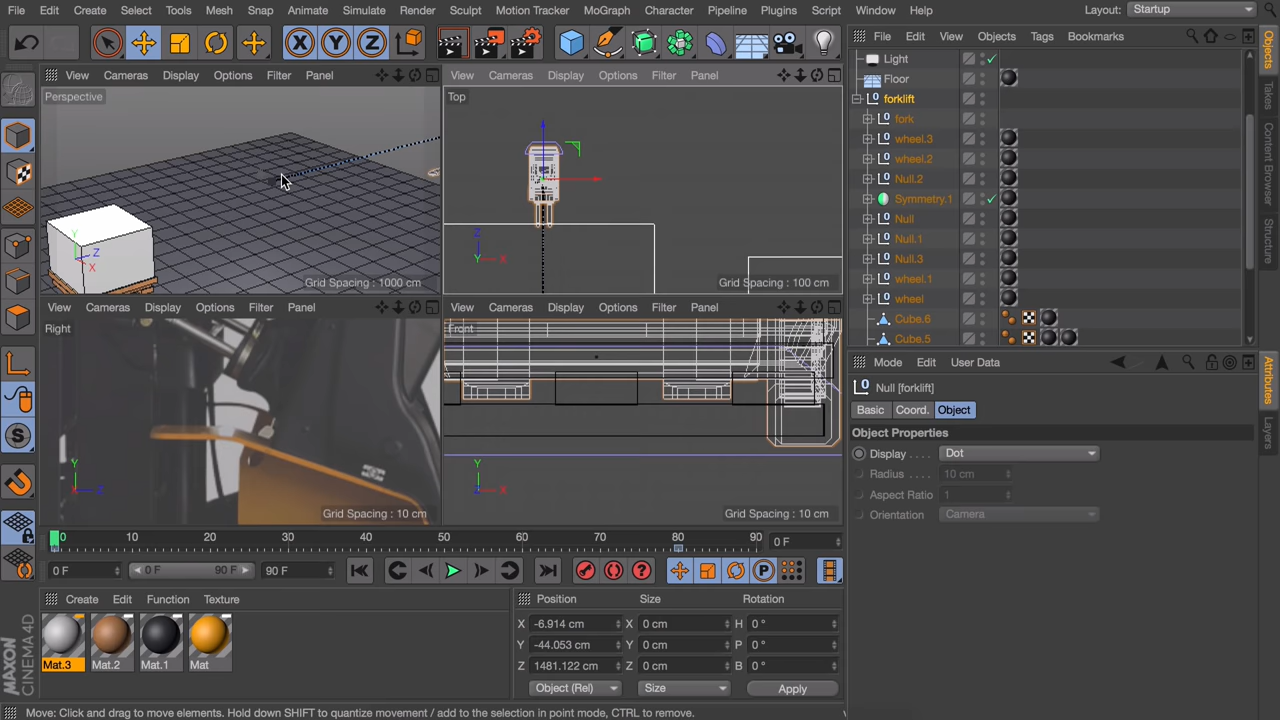 File Edit Create Select Tools Mesh Snap Animate Simulate Render Sculpt Motion Tracker MoGraph Character Pipeline Plugins Script Window Help Layout: Startup
File Edit View Objects Tags Bookmarks
View Cameras Display Options Filter Panel
Perspective
Grid Spacing : 1000 cm
View Cameras Display Options Filter Panel
Top
Grid Spacing : 100 cm
View Cameras Display Options Filter Panel
Right
Grid Spacing : 10 cm
View Cameras Display Options Filter Panel
Front
Grid Spacing : 10 cm
Light
Floor
forklift
fork
wheel.3
wheel.2
Null.2
Symmetry.1
Null
Null.1
Null.3
wheel.1
wheel
Cube.6
Cube.5
Objects
Takes
Content Browser
Structure
Mode Edit User Data
Null [forklift]
Basic Coord. Object
Object Properties
Display . . . . Dot
Radius . . . . 10 cm
Aspect Ratio 1
Orientation Camera
Attributes
Layers
0 10 20 30 40 50 60 70 80 90 0 F
0 F 0 F 90 F 90 F
Create Edit Function Texture
Mat.3 Mat.2 Mat.1 Mat
Position Size Rotation
X -6.914 cm X 0 cm H 0 °
Y -44.053 cm Y 0 cm P 0 °
Z 1481.122 cm Z 0 cm B 0 °
Object (Rel) Size Apply
MAXON
CINEMA 4D
Move: Click and drag to move elements. Hold down SHIFT to quantize movement / add to the selection in point mode, CTRL to remove.